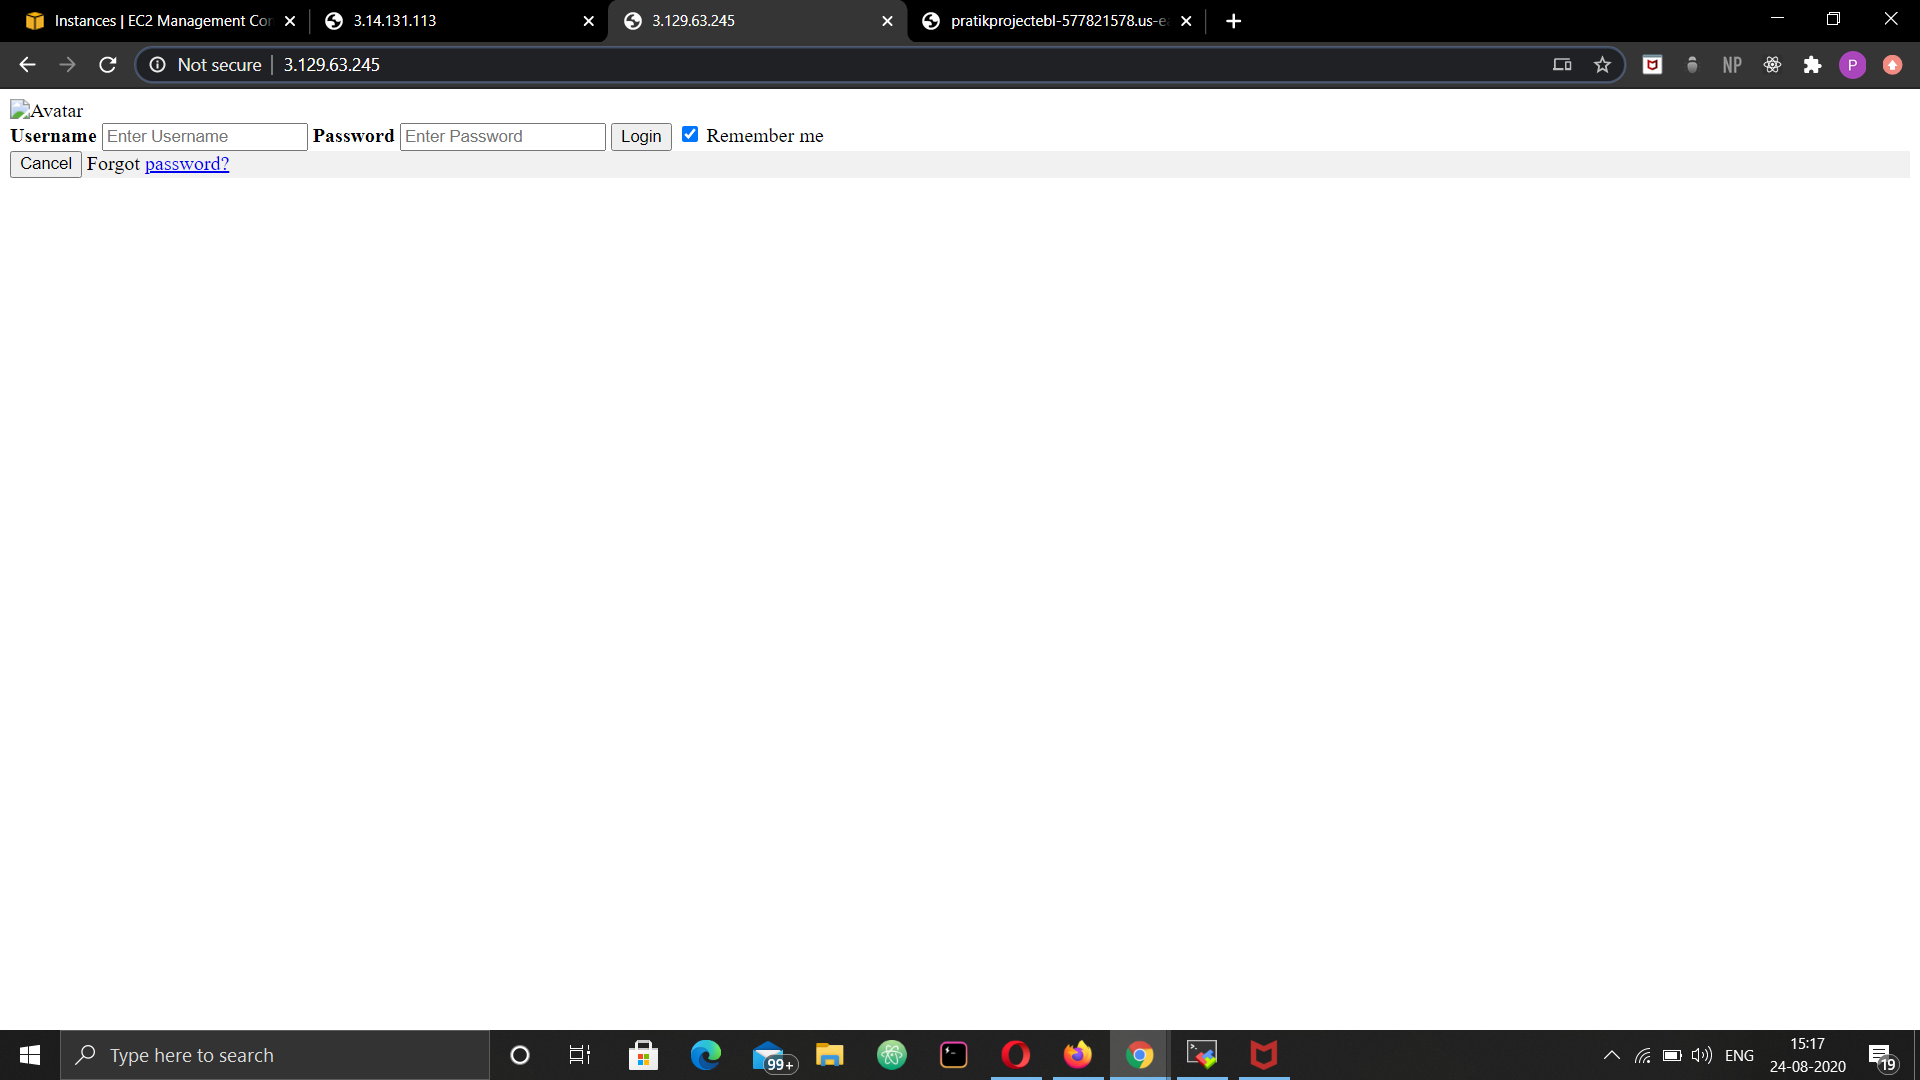 Instances | EC2 Management Co
3.14.131.113
3.129.63.245
pratikprojectebl-577821578.us-e
Not secure
3.129.63.245
NP
P
Avatar
Username Enter Username Password Enter Password Login Remember me
Cancel Forgot password?
Type here to search
99+
ENG
15:17
24-08-2020
19